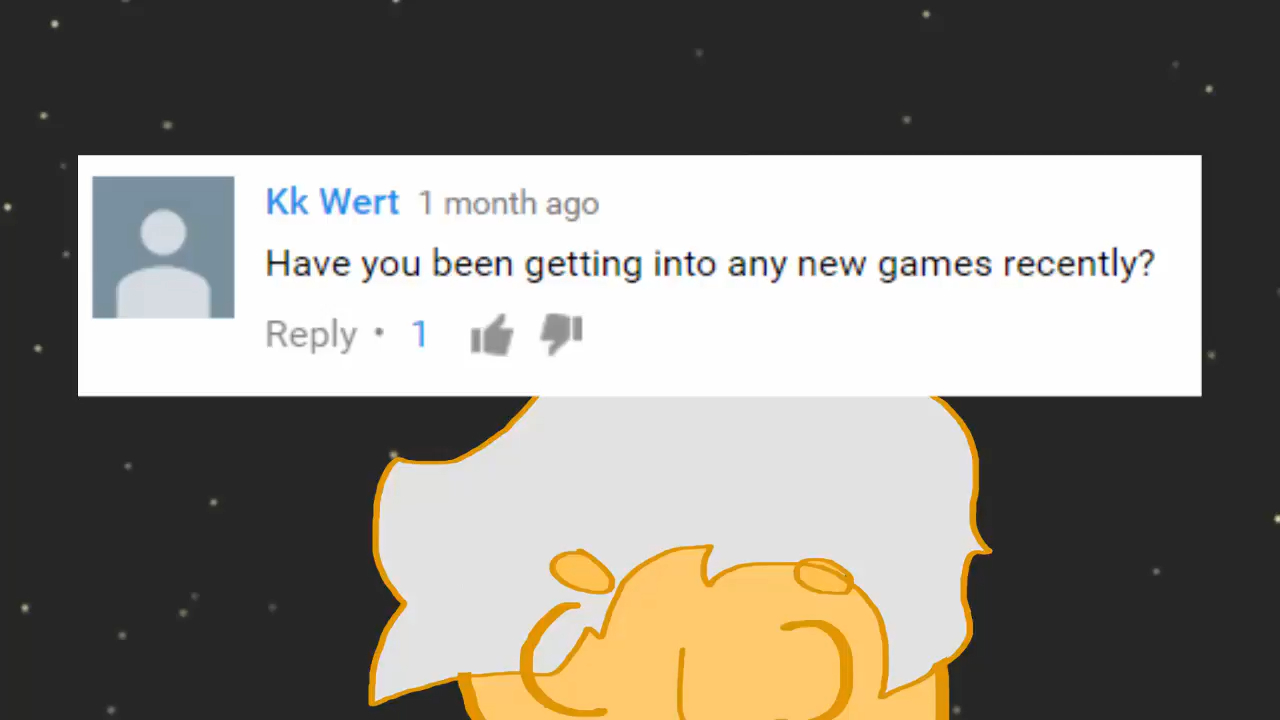 Kk Wert 1 month ago
Have you been getting into any new games recently?
Reply • 1